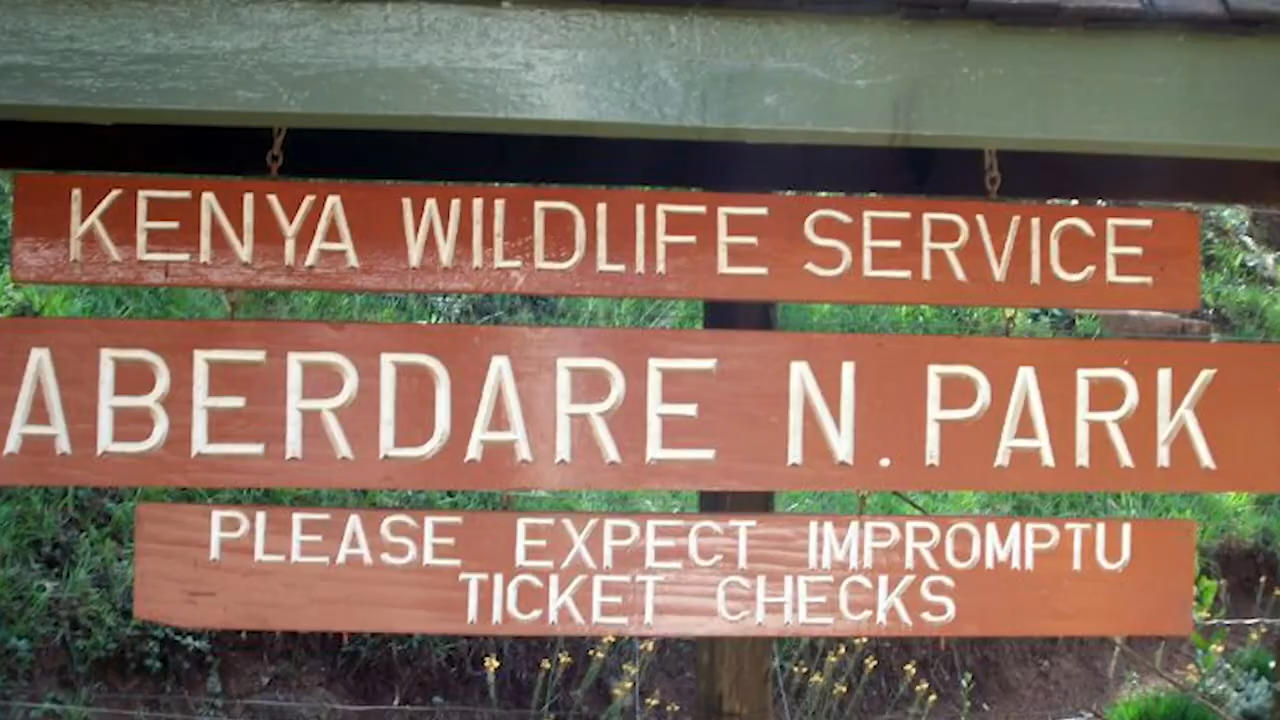 KENYA WILDLIFE SERVICE
ABERDARE N. PARK
PLEASE EXPECT IMPROMPTU
TICKET CHECKS